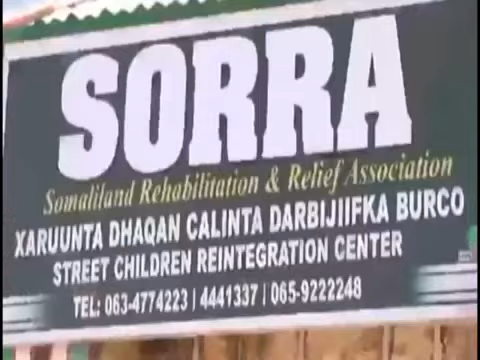 SORRA
Somaliland Rehabilitation & Relief Association
XARUUNTA DHAQAN CALINTA DARBIJIIFKA BURCO
STREET CHILDREN REINTEGRATION CENTER
TEL: 063-4774223 | 4441337 | 065-9222248